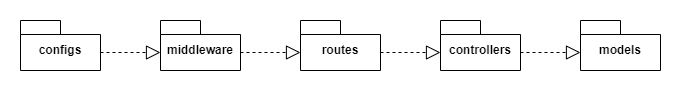 configs
middleware
routes
controllers
models